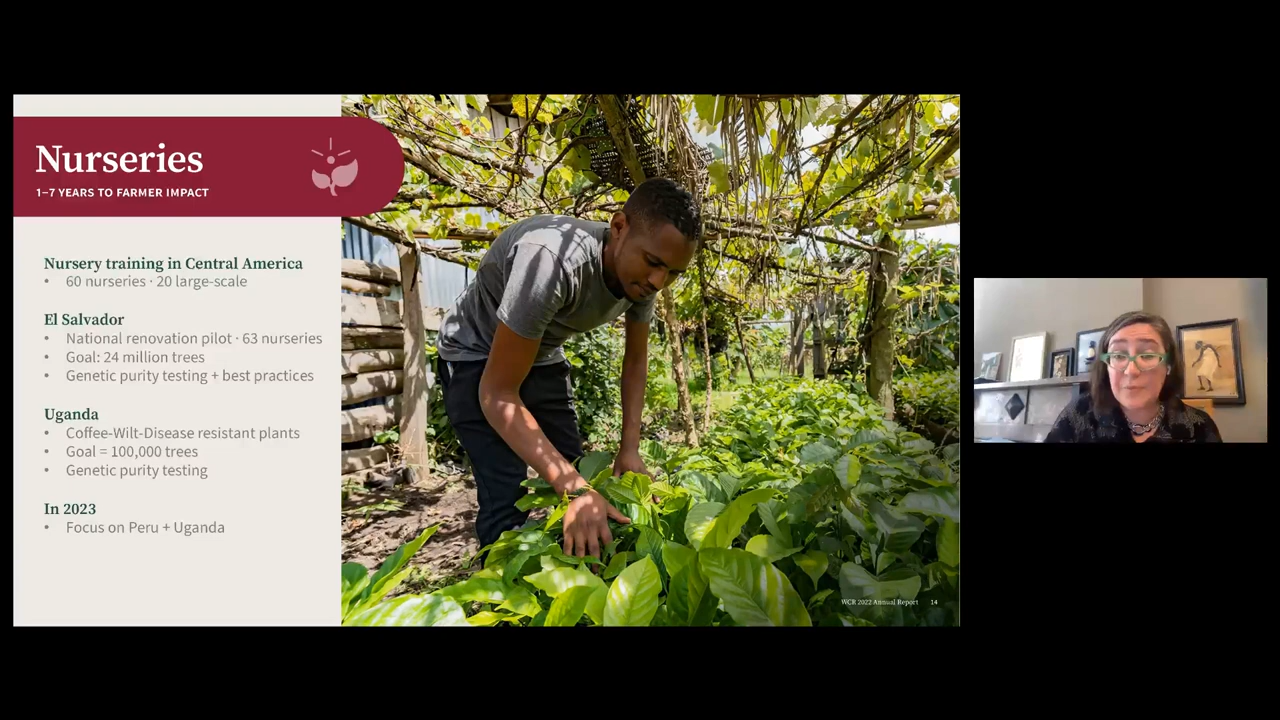 Nurseries
1–7 YEARS TO FARMER IMPACT
Nursery training in Central America
• 60 nurseries · 20 large-scale
El Salvador
• National renovation pilot · 63 nurseries
• Goal: 24 million trees
• Genetic purity testing + best practices
Uganda
• Coffee-Wilt-Disease resistant plants
• Goal = 100,000 trees
• Genetic purity testing
In 2023
• Focus on Peru + Uganda
WCR 2022 Annual Report 14